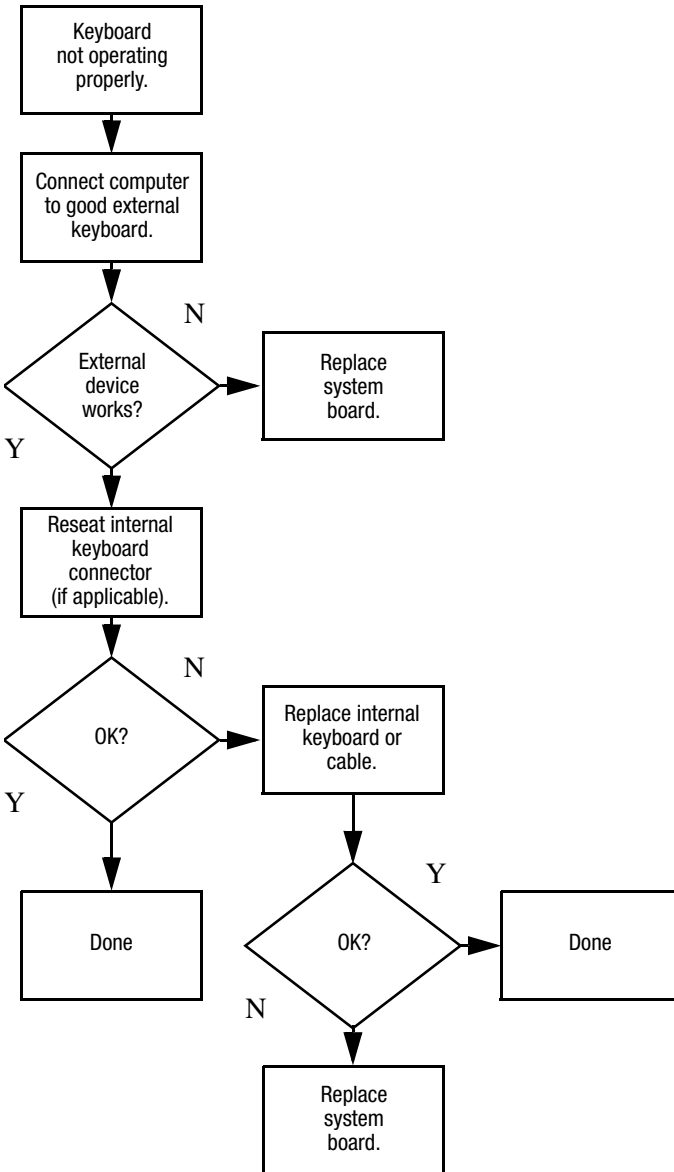 Keyboard
not operating
properly.
Connect computer
to good external
keyboard.
N
External
device
works?
Replace
system
board.
Y
Reseat internal
keyboard
connector
(if applicable).
N
OK?
Replace internal
keyboard or
cable.
Y
Y
Done
OK?
Done
N
Replace
system
board.